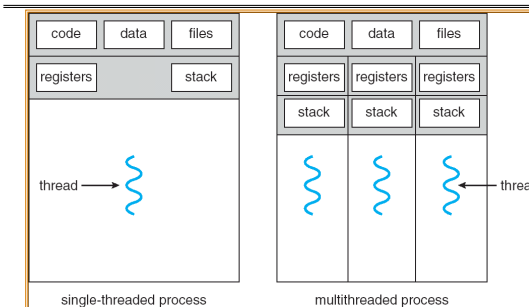 code data files
registers stack
thread
single-threaded process
code data files
registers registers registers
stack stack stack
threa
multithreaded process